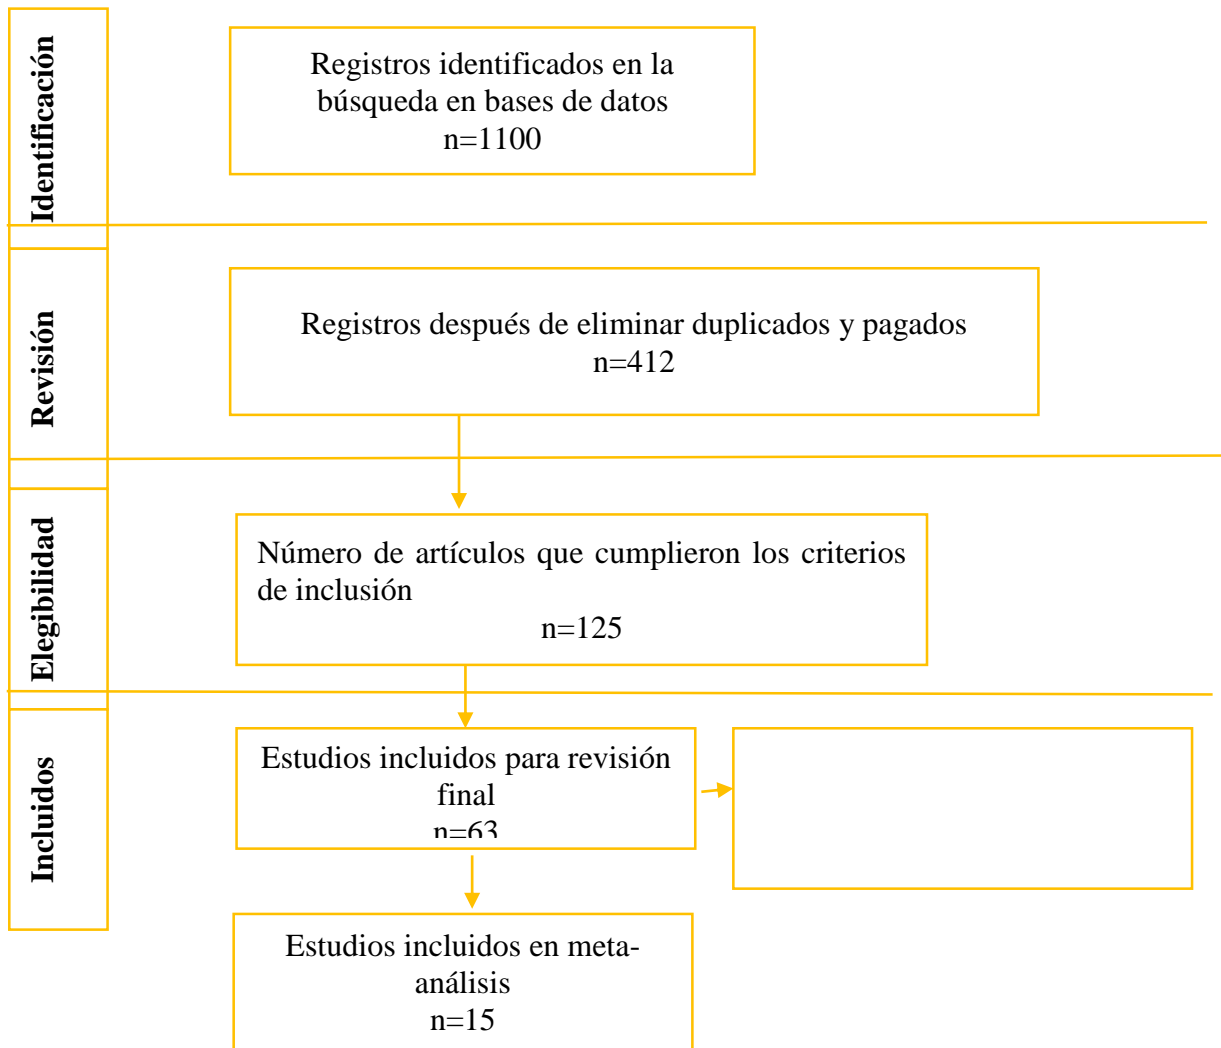 Identificación
Registros identificados en la
búsqueda en bases de datos
n=1100
Revisión
Registros después de eliminar duplicados y pagados
n=412
Elegibilidad
Número de artículos que cumplieron los criterios
de inclusión
n=125
Incluidos
Estudios incluidos para revisión
final
n=63
Estudios incluidos en meta-
análisis
n=15